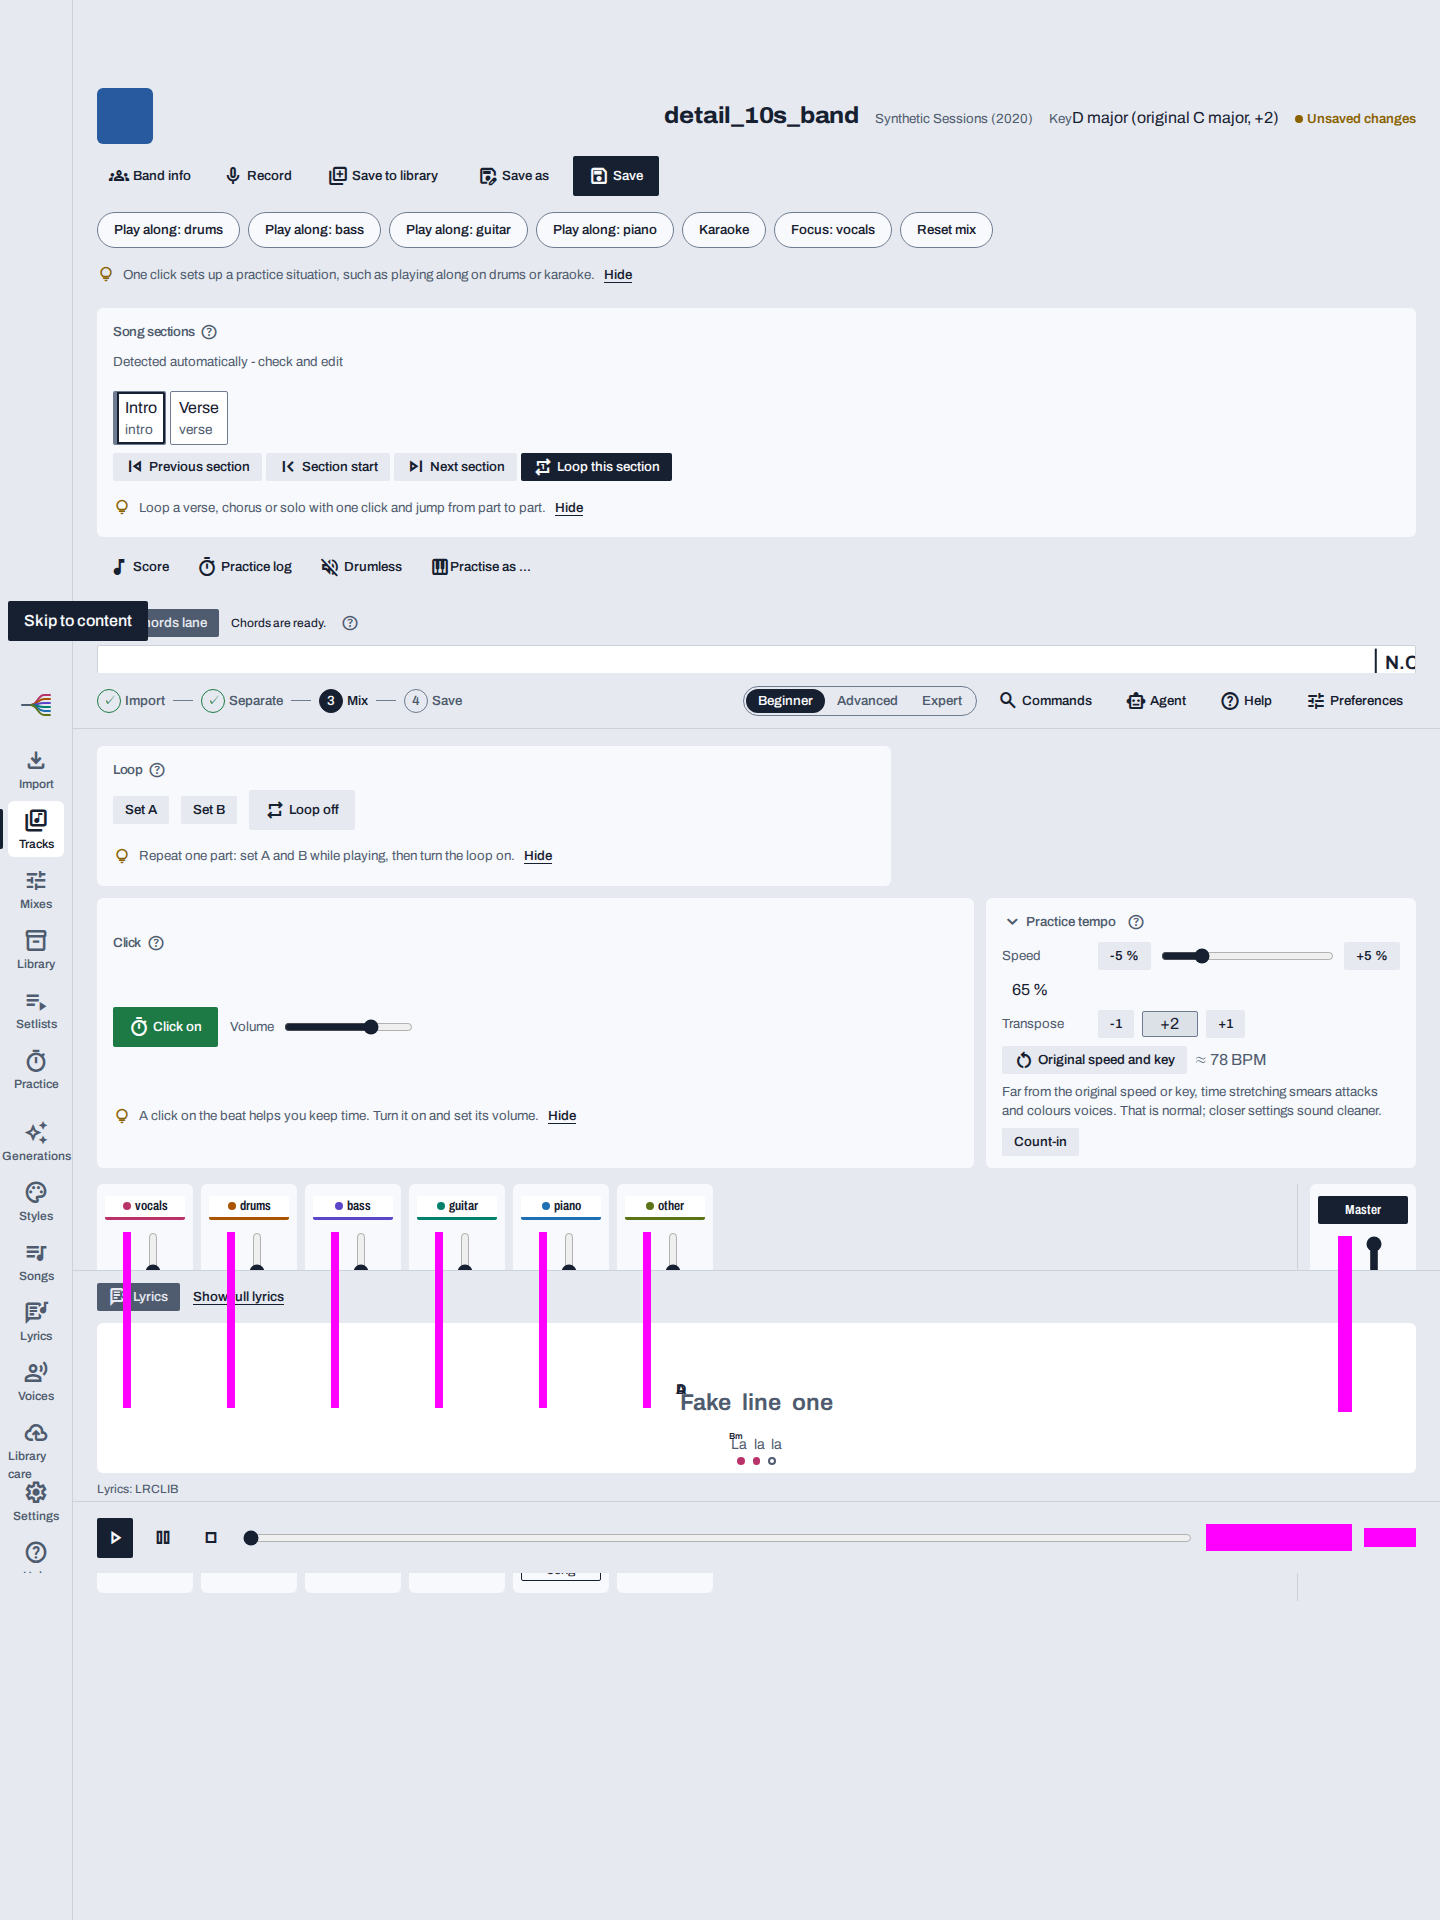 detail_10s_band Synthetic Sessions (2020) Key D major (original C major, +2) Unsaved changes
Band info Record Save to library Save as Save
Play along: drums Play along: bass Play along: guitar Play along: piano Karaoke Focus: vocals Reset mix
One click sets up a practice situation, such as playing along on drums or karaoke. Hide
Song sections
Detected automatically - check and edit
Intro Verse
intro verse
Previous section Section start Next section Loop this section
Loop a verse, chorus or solo with one click and jump from part to part. Hide
Score Practice log Drumless Practise as ...
Skip to content hords lane Chords are ready.
N.C
Import Separate 3 Mix 4 Save Beginner Advanced Expert Commands Agent Help Preferences
Import
Tracks
Mixes
Library
Setlists
Practice
Generations
Styles
Songs
Lyrics
Voices
Library
care
Settings
Loop
Set A Set B Loop off
Repeat one part: set A and B while playing, then turn the loop on. Hide
Click
Click on Volume
A click on the beat helps you keep time. Turn it on and set its volume. Hide
Practice tempo
Speed -5 % +5 %
65 %
Transpose -1 +2 +1
Original speed and key ≈ 78 BPM
Far from the original speed or key, time stretching smears attacks
and colours voices. That is normal; closer settings sound cleaner.
Count-in
vocals drums bass guitar piano other Master
Lyrics Show full lyrics
Fake line one
Bm
La la la
Lyrics: LRCLIB